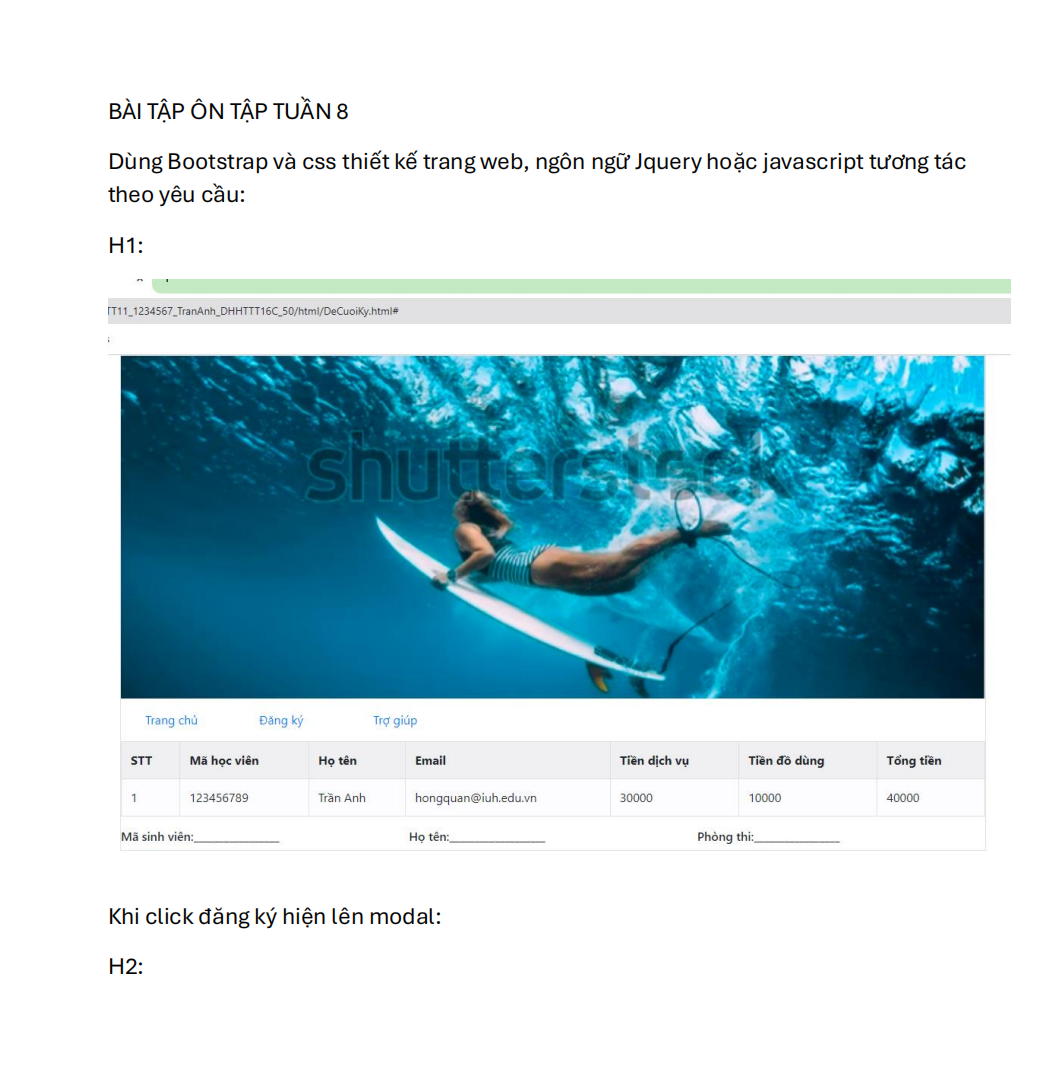 BÀI TẬP ÔN TẬP TUẦN 8
Dùng Bootstrap và css thiết kế trang web, ngôn ngữ Jquery hoặc javascript tương tác
theo yêu cầu:
H1:
TT11_1234567_TranAnh_DHHTTT16C_50/html/DeCuoiKy.html#
shutterstock
Trang chủ Đăng ký Trợ giúp
STT Mã học viên Họ tên Email Tiền dịch vụ Tiền đồ dùng Tổng tiền
1 123456789 Trần Anh hongquan@iuh.edu.vn 30000 10000 40000
Mã sinh viên:________________ Họ tên:__________________ Phòng thi:________________
Khi click đăng ký hiện lên modal:
H2: